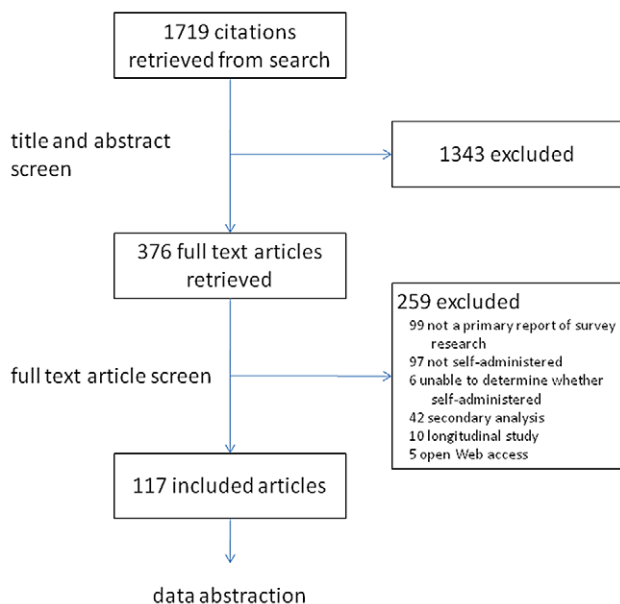 1719 citations
retrieved from search
title and abstract
screen
1343 excluded
376 full text articles
retrieved
259 excluded
99 not a primary report of survey
research
97 not self-administered
6 unable to determine whether
self-administered
42 secondary analysis
10 longitudinal study
5 open Web access
full text article screen
117 included articles
data abstraction